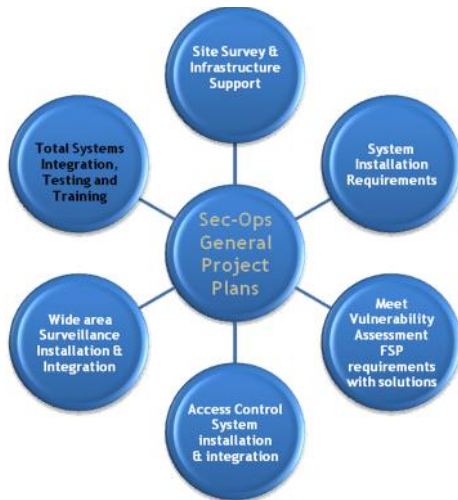 Site Survey &
Infrastructure
Support
System
Installation
Requirements
Meet
Vulnerability
Assessment
FSP
requirements
with solutions
Access Control
System
installation
& integration
Wide area
Surveillance
Installation &
Integration
Total Systems
Integration,
Testing and
Training
Sec-Ops
General
Project
Plans